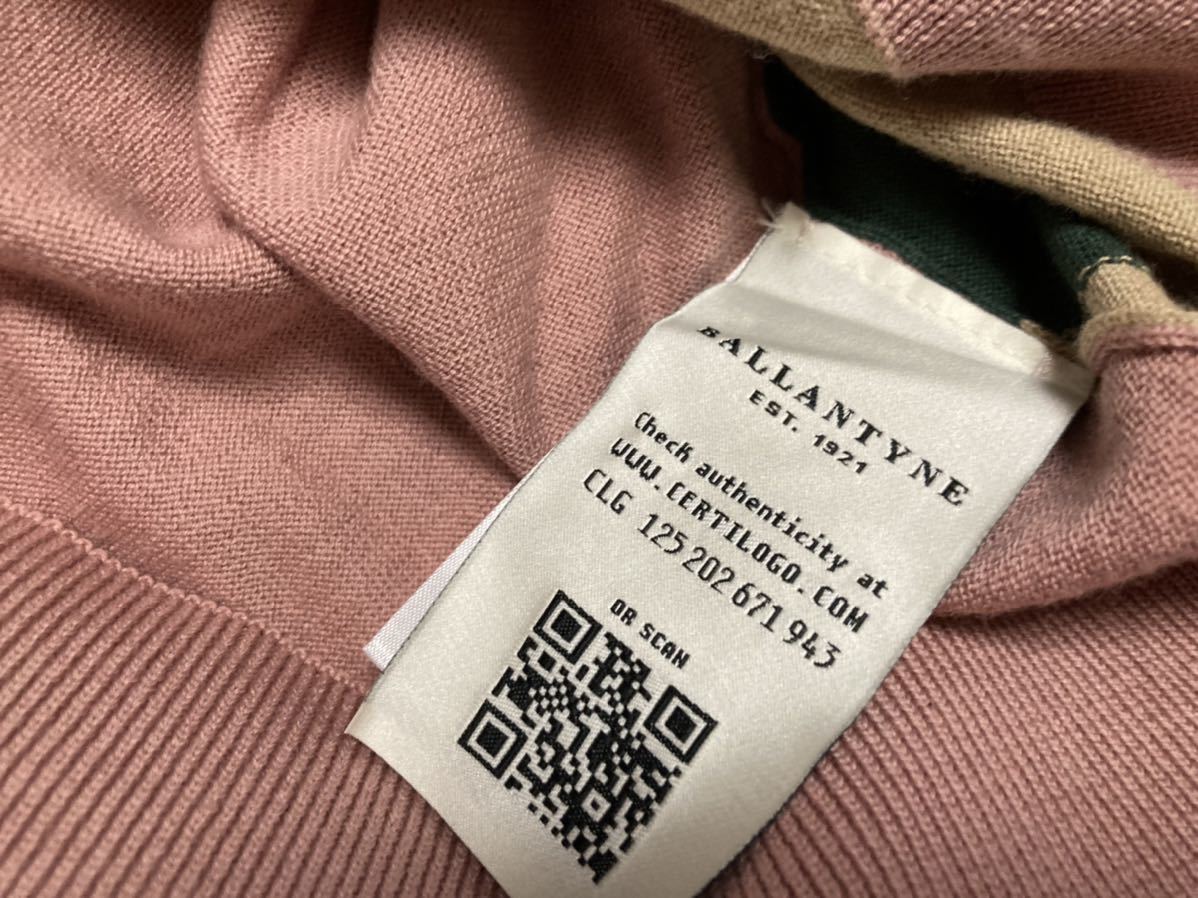 BALLANTYNE
EST. 1921
Check authenticity at
WWW.CERTILOGO.COM
CLG 125 202 671 943
OR SCAN